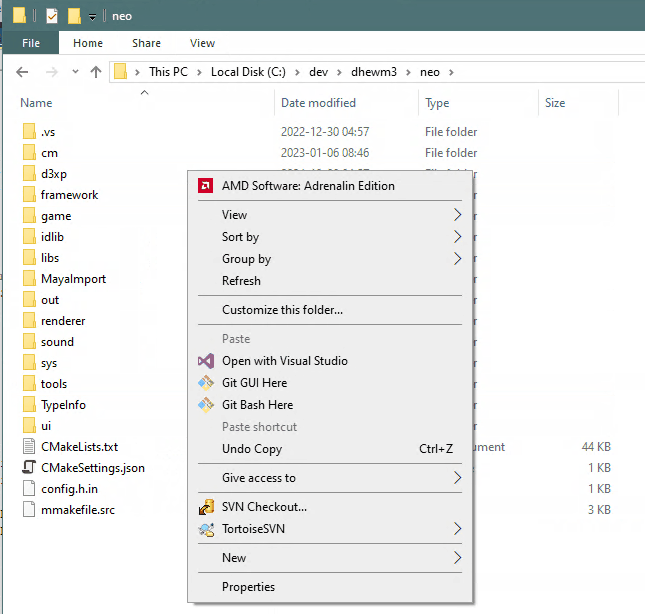 neo
File Home Share View
This PC > Local Disk (C:) > dev > dhewm3 > neo >
Name Date modified Type Size
.vs 2022-12-30 04:57 File folder
cm 2023-01-06 08:46 File folder
d3xp
framework
game
idlib
libs
MayaImport
out
renderer
sound
sys
tools
TypeInfo
ui
CMakeLists.txt ument 44 KB
CMakeSettings.json 1 KB
config.h.in 1 KB
mmakefile.src 3 KB
AMD Software: Adrenalin Edition
View
Sort by
Group by
Refresh
Customize this folder...
Paste
Open with Visual Studio
Git GUI Here
Git Bash Here
Paste shortcut
Undo Copy Ctrl+Z
Give access to
SVN Checkout...
TortoiseSVN
New
Properties